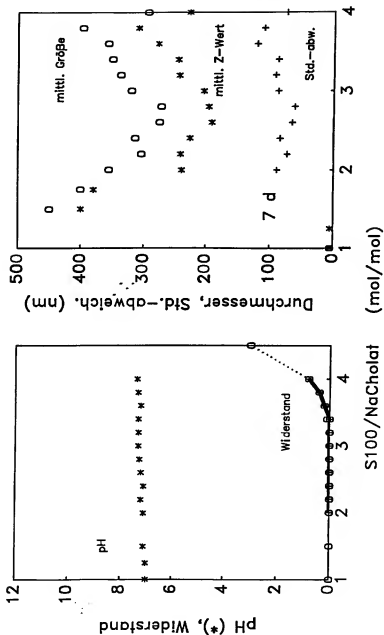 500
400
300
200
100
0
Durchmesser, Std.-abweich. (nm)
mittl. Größe
mittl. Z-Wert
Std.-abw.
7 d
1
2
3
4
(mol/mol)
12
10
8
6
4
2
0
pH (*), Widerstand
pH
Widerstand
1
2
3
4
S100/NaCholat